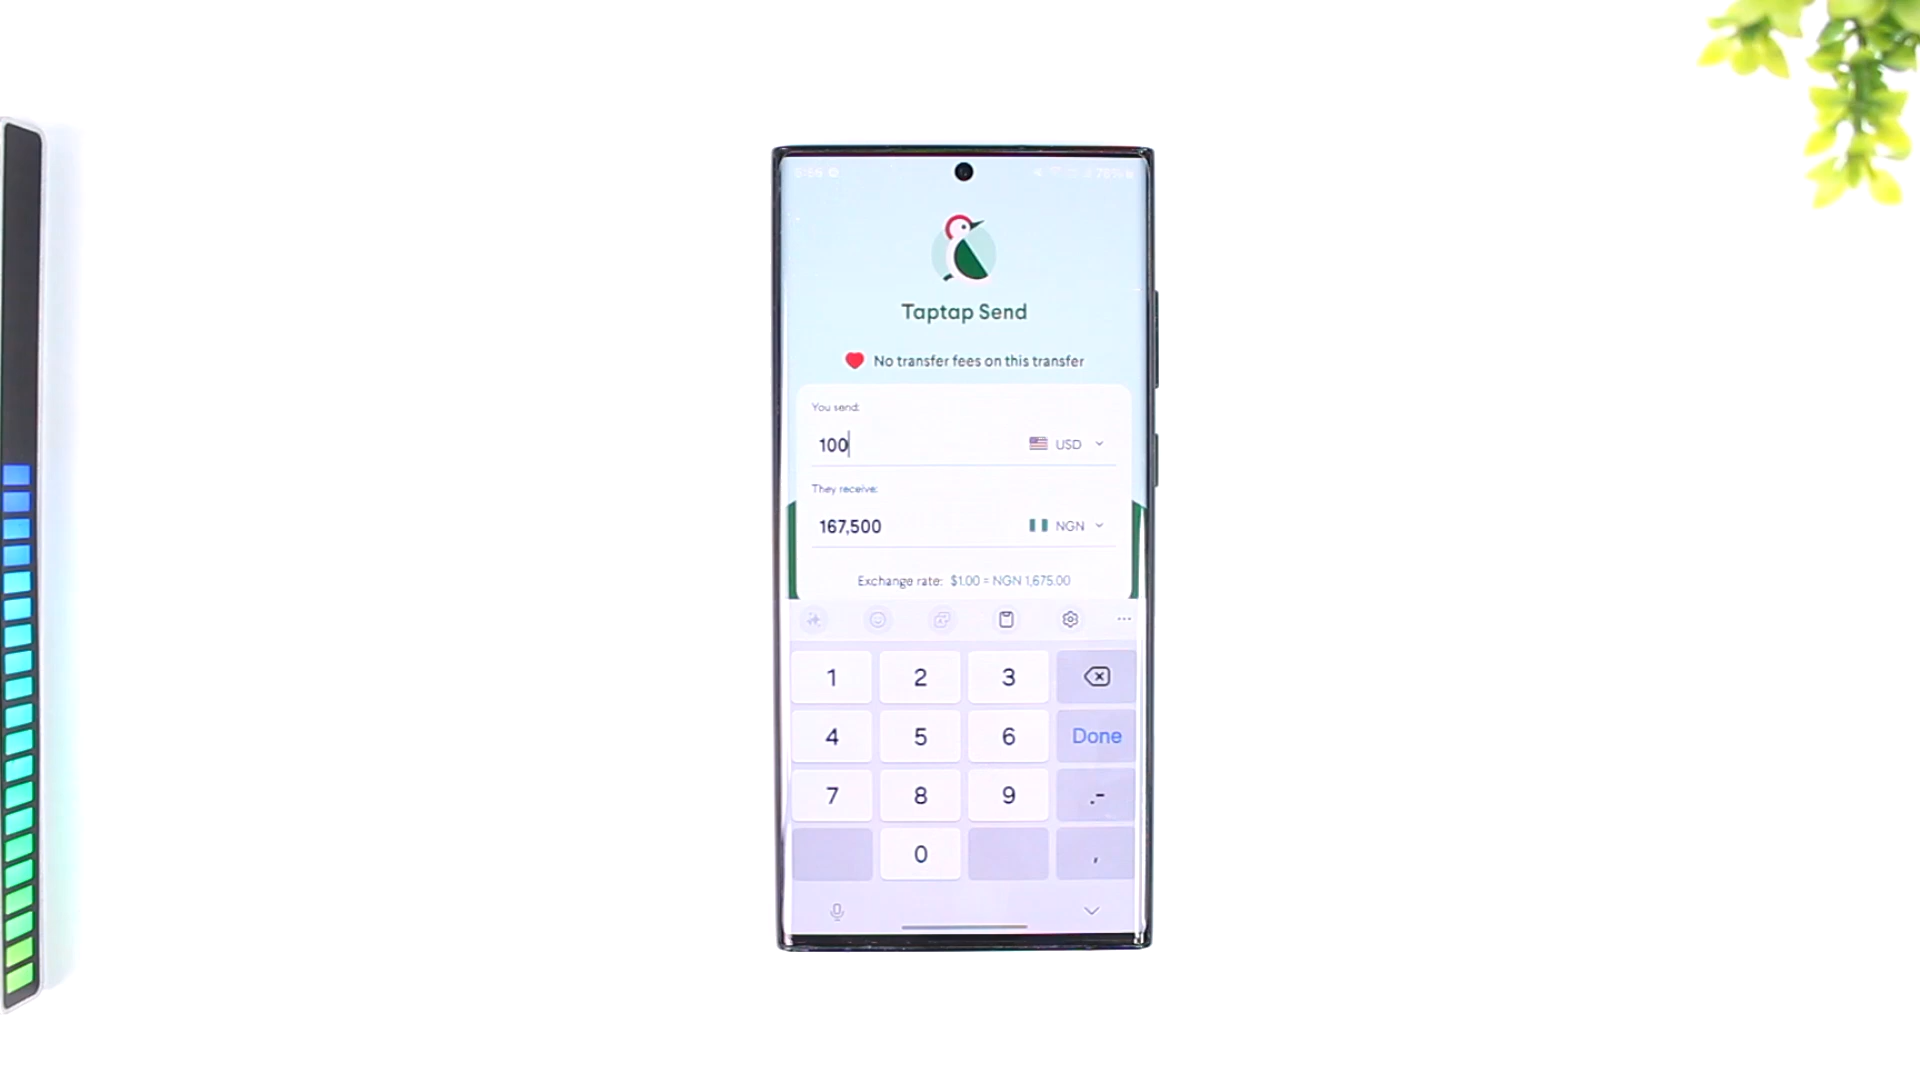 Taptap Send
No transfer fees on this transfer
You send:
100
USD
They receive:
167,500
NGN
Exchange rate: $1.00 = NGN 1,675.00
1 2 3
4 5 6 Done
7 8 9 .-
0 ,